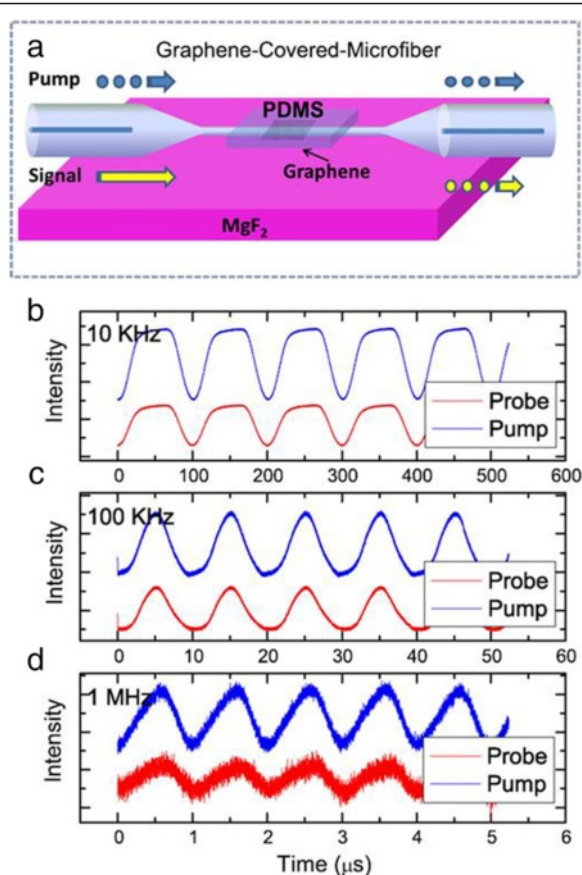 a
Graphene-Covered-Microfiber
Pump
PDMS
Graphene
Signal
MgF₂
b
10 KHz
Intensity
Probe
Pump
0 100 200 300 400 500 600
c
100 KHz
Intensity
Probe
Pump
0 10 20 30 40 50 60
d
1 MHz
Intensity
Probe
Pump
0 1 2 3 4 5 6
Time (μs)